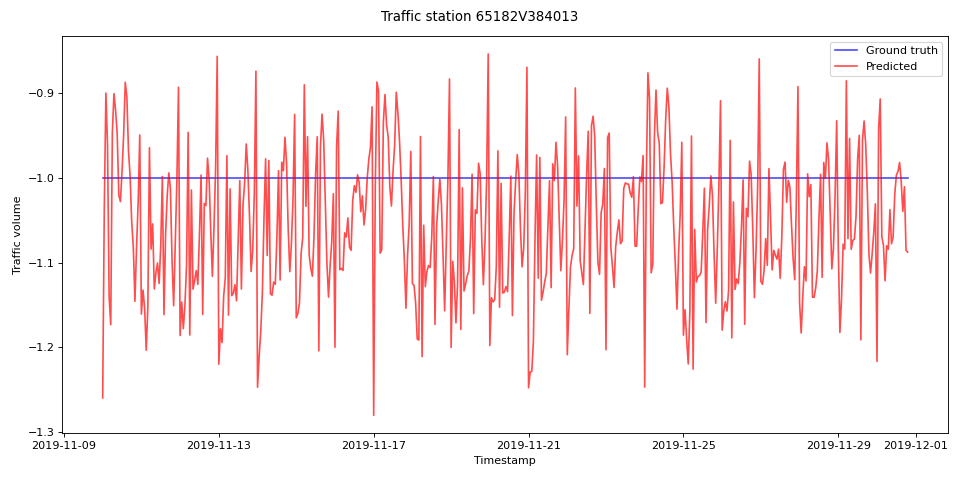 Traffic station 65182V384013
Ground truth
Predicted
−0.9
−1.0
−1.1
−1.2
−1.3
Traffic volume
2019-11-09
2019-11-13
2019-11-17
2019-11-21
2019-11-25
2019-11-29
2019-12-01
Timestamp